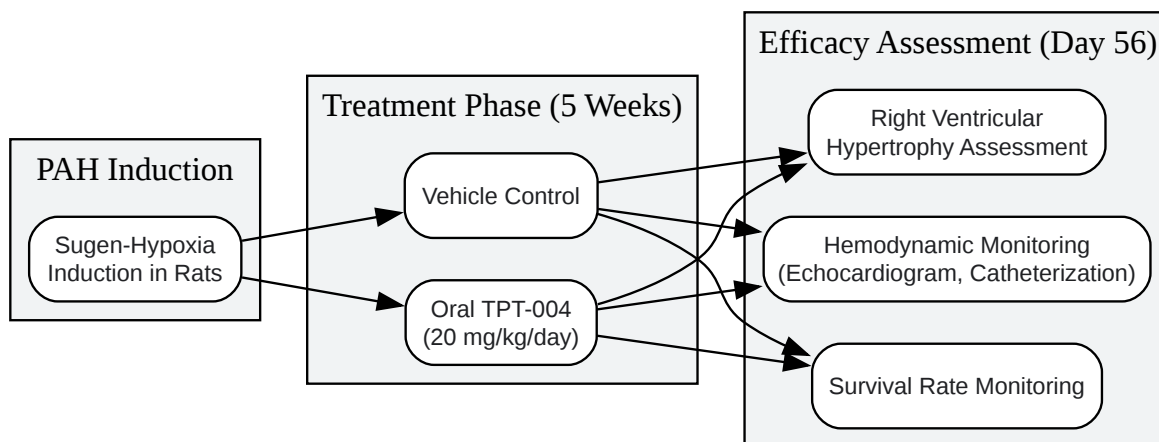 PAH Induction
Sugen-Hypoxia
Induction in Rats
Treatment Phase (5 Weeks)
Vehicle Control
Oral TPT-004
(20 mg/kg/day)
Efficacy Assessment (Day 56)
Right Ventricular
Hypertrophy Assessment
Hemodynamic Monitoring
(Echocardiogram, Catheterization)
Survival Rate Monitoring